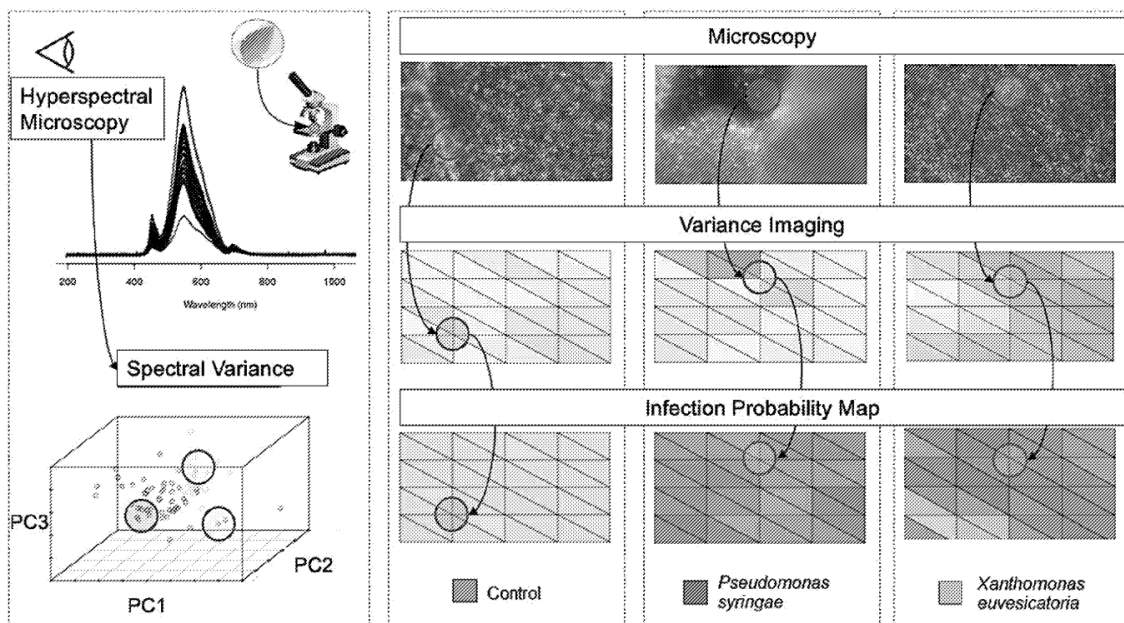 Hyperspectral
Microscopy
200 400 600 800 1000
Wavelength (nm)
Spectral Variance
PC3
PC2
PC1
Microscopy
Variance Imaging
Infection Probability Map
Control
Pseudomonas
syringae
Xanthomonas
euvesicatoria